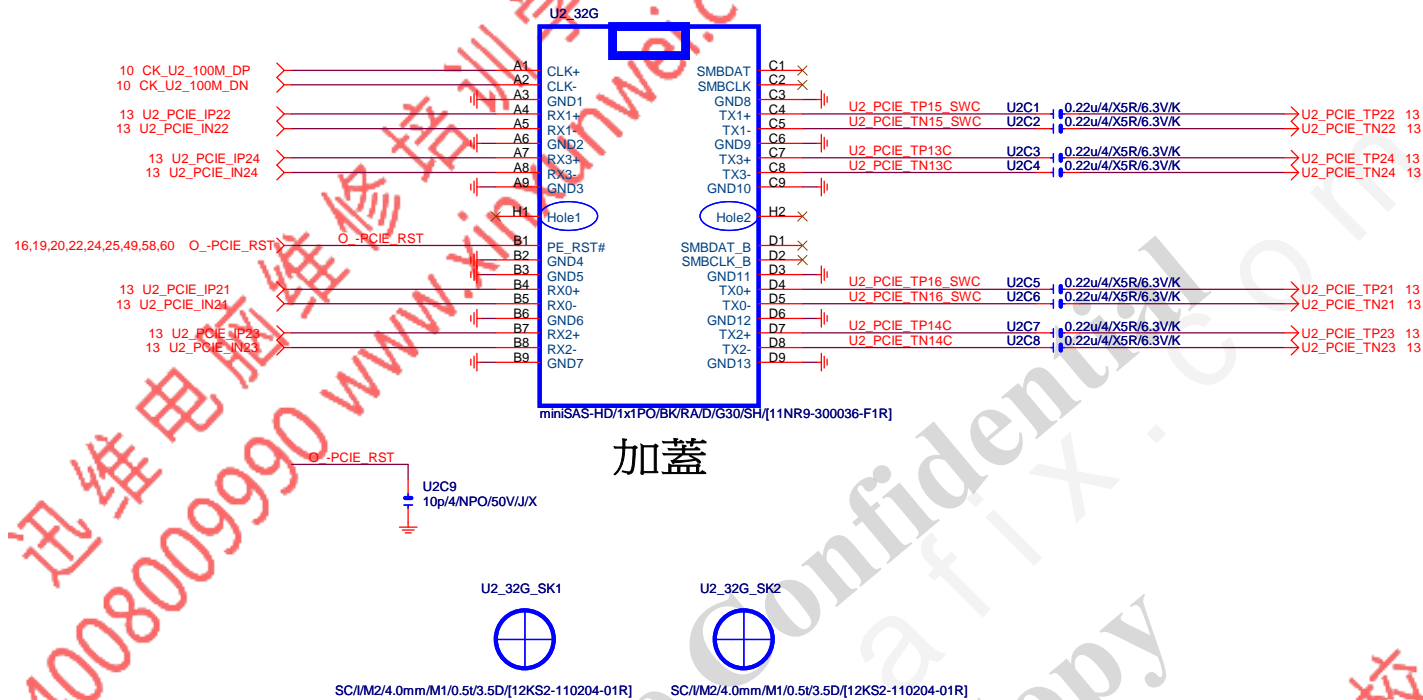 U2_32G
10 CK_U2_100M_DP A1 CLK+ SMBDAT C1
10 CK_U2_100M_DN A2 CLK- SMBCLK C2
A3 GND1 GND8 C3
13 U2_PCIE_IP22 A4 RX1+ TX1+ C4 U2_PCIE_TP15_SWC U2C1 0.22u/4/X5R/6.3V/K U2_PCIE_TP22 13
13 U2_PCIE_IN22 A5 RX1- TX1- C5 U2_PCIE_TN15_SWC U2C2 0.22u/4/X5R/6.3V/K U2_PCIE_TN22 13
A6 GND2 GND9 C6
13 U2_PCIE_IP24 A7 RX3+ TX3+ C7 U2_PCIE_TP13C U2C3 0.22u/4/X5R/6.3V/K U2_PCIE_TP24 13
13 U2_PCIE_IN24 A8 RX3- TX3- C8 U2_PCIE_TN13C U2C4 0.22u/4/X5R/6.3V/K U2_PCIE_TN24 13
A9 GND3 GND10 C9
H1 Hole1 Hole2 H2
16,19,20,22,24,25,49,58,60 O_-PCIE_RST O_-PCIE_RST B1 PE_RST# SMBDAT_B D1
B2 GND4 SMBCLK_B D2
B3 GND5 GND11 D3
13 U2_PCIE_IP21 B4 RX0+ TX0+ D4 U2_PCIE_TP16_SWC U2C5 0.22u/4/X5R/6.3V/K U2_PCIE_TP21 13
13 U2_PCIE_IN21 B5 RX0- TX0- D5 U2_PCIE_TN16_SWC U2C6 0.22u/4/X5R/6.3V/K U2_PCIE_TN21 13
B6 GND6 GND12 D6
13 U2_PCIE_IP23 B7 RX2+ TX2+ D7 U2_PCIE_TP14C U2C7 0.22u/4/X5R/6.3V/K U2_PCIE_TP23 13
13 U2_PCIE_IN23 B8 RX2- TX2- D8 U2_PCIE_TN14C U2C8 0.22u/4/X5R/6.3V/K U2_PCIE_TN23 13
B9 GND7 GND13 D9
miniSAS-HD/1x1PO/BK/RA/D/G30/SH/[11NR9-300036-F1R]
加蓋
O_-PCIE_RST
U2C9
10p/4/NPO/50V/J/X
U2_32G_SK1 U2_32G_SK2
SC/I/M2/4.0mm/M1/0.5t/3.5D/[12KS2-110204-01R] SC/I/M2/4.0mm/M1/0.5t/3.5D/[12KS2-110204-01R]
迅维电脑维修培训学
4008009990 www.xinxunwei.c
Confidential
Copy
afix.com
校